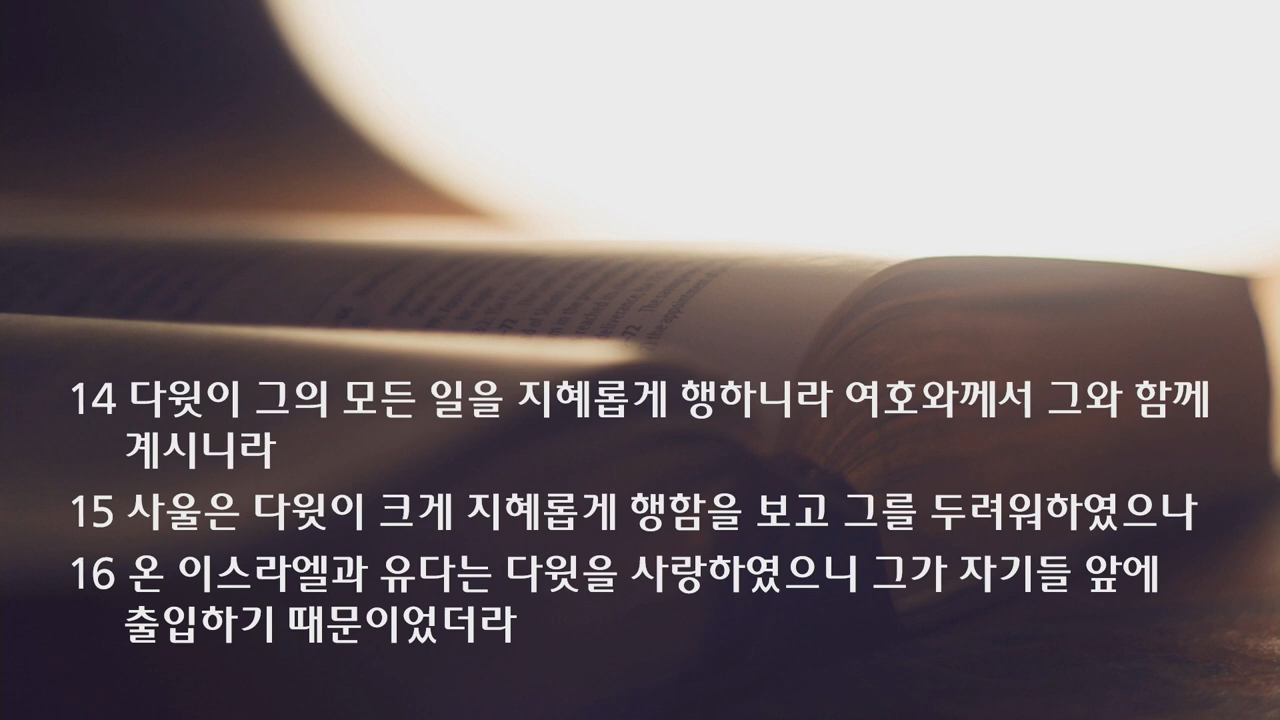 14 다윗이 그의 모든 일을 지혜롭게 행하니라 여호와께서 그와 함께
계시니라
15 사울은 다윗이 크게 지혜롭게 행함을 보고 그를 두려워하였으나
16 온 이스라엘과 유다는 다윗을 사랑하였으니 그가 자기들 앞에
출입하기 때문이었더라